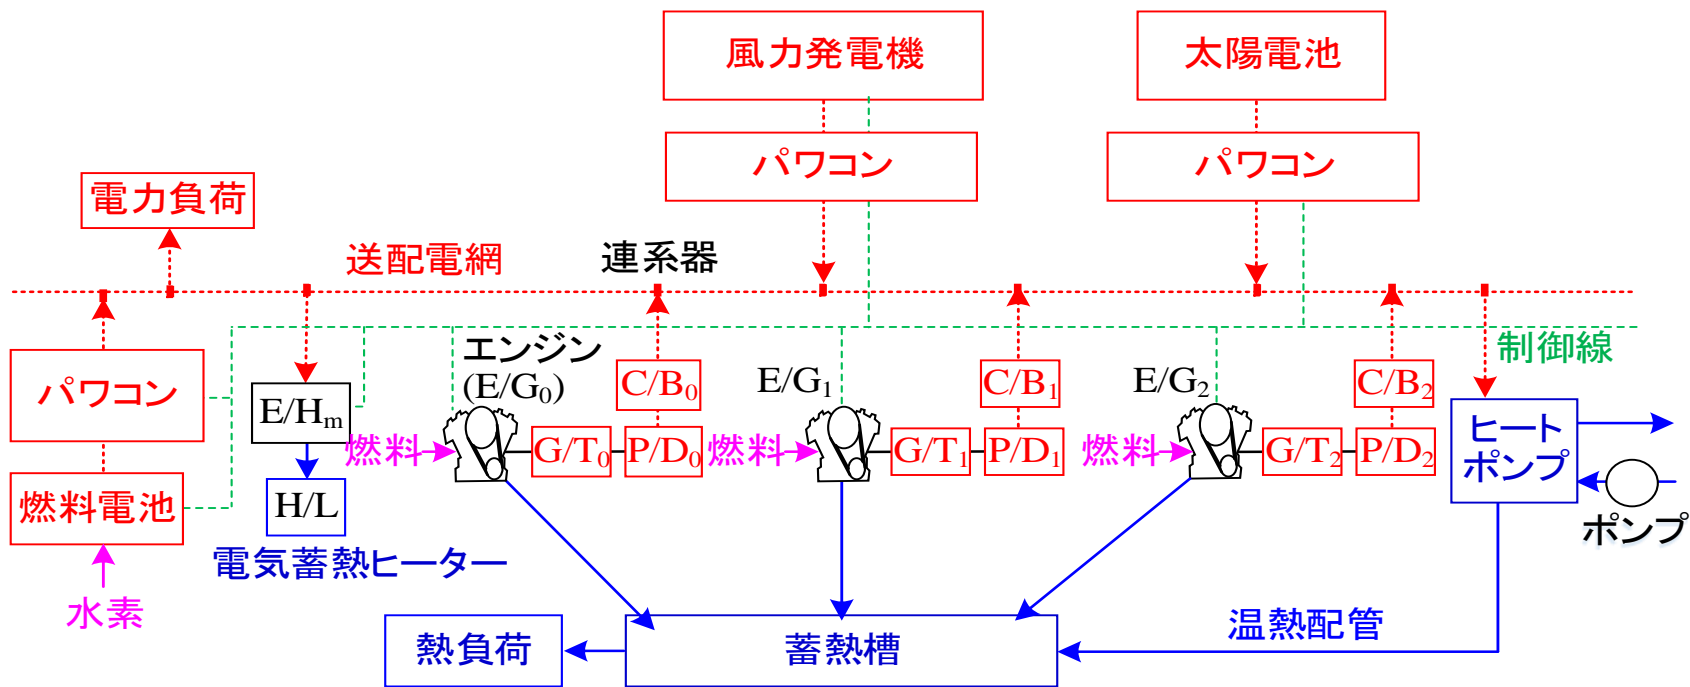 風力発電機
太陽電池
パワコン
パワコン
電力負荷
送配電網
連系器
制御線
パワコン
E/Hm
エンジン
(E/G0)
C/B0
E/G1
C/B1
E/G2
C/B2
ヒート
ポンプ
燃料
G/T0
P/D0
燃料
G/T1
P/D1
燃料
G/T2
P/D2
燃料電池
H/L
ポンプ
電気蓄熱ヒーター
水素
熱負荷
蓄熱槽
温熱配管